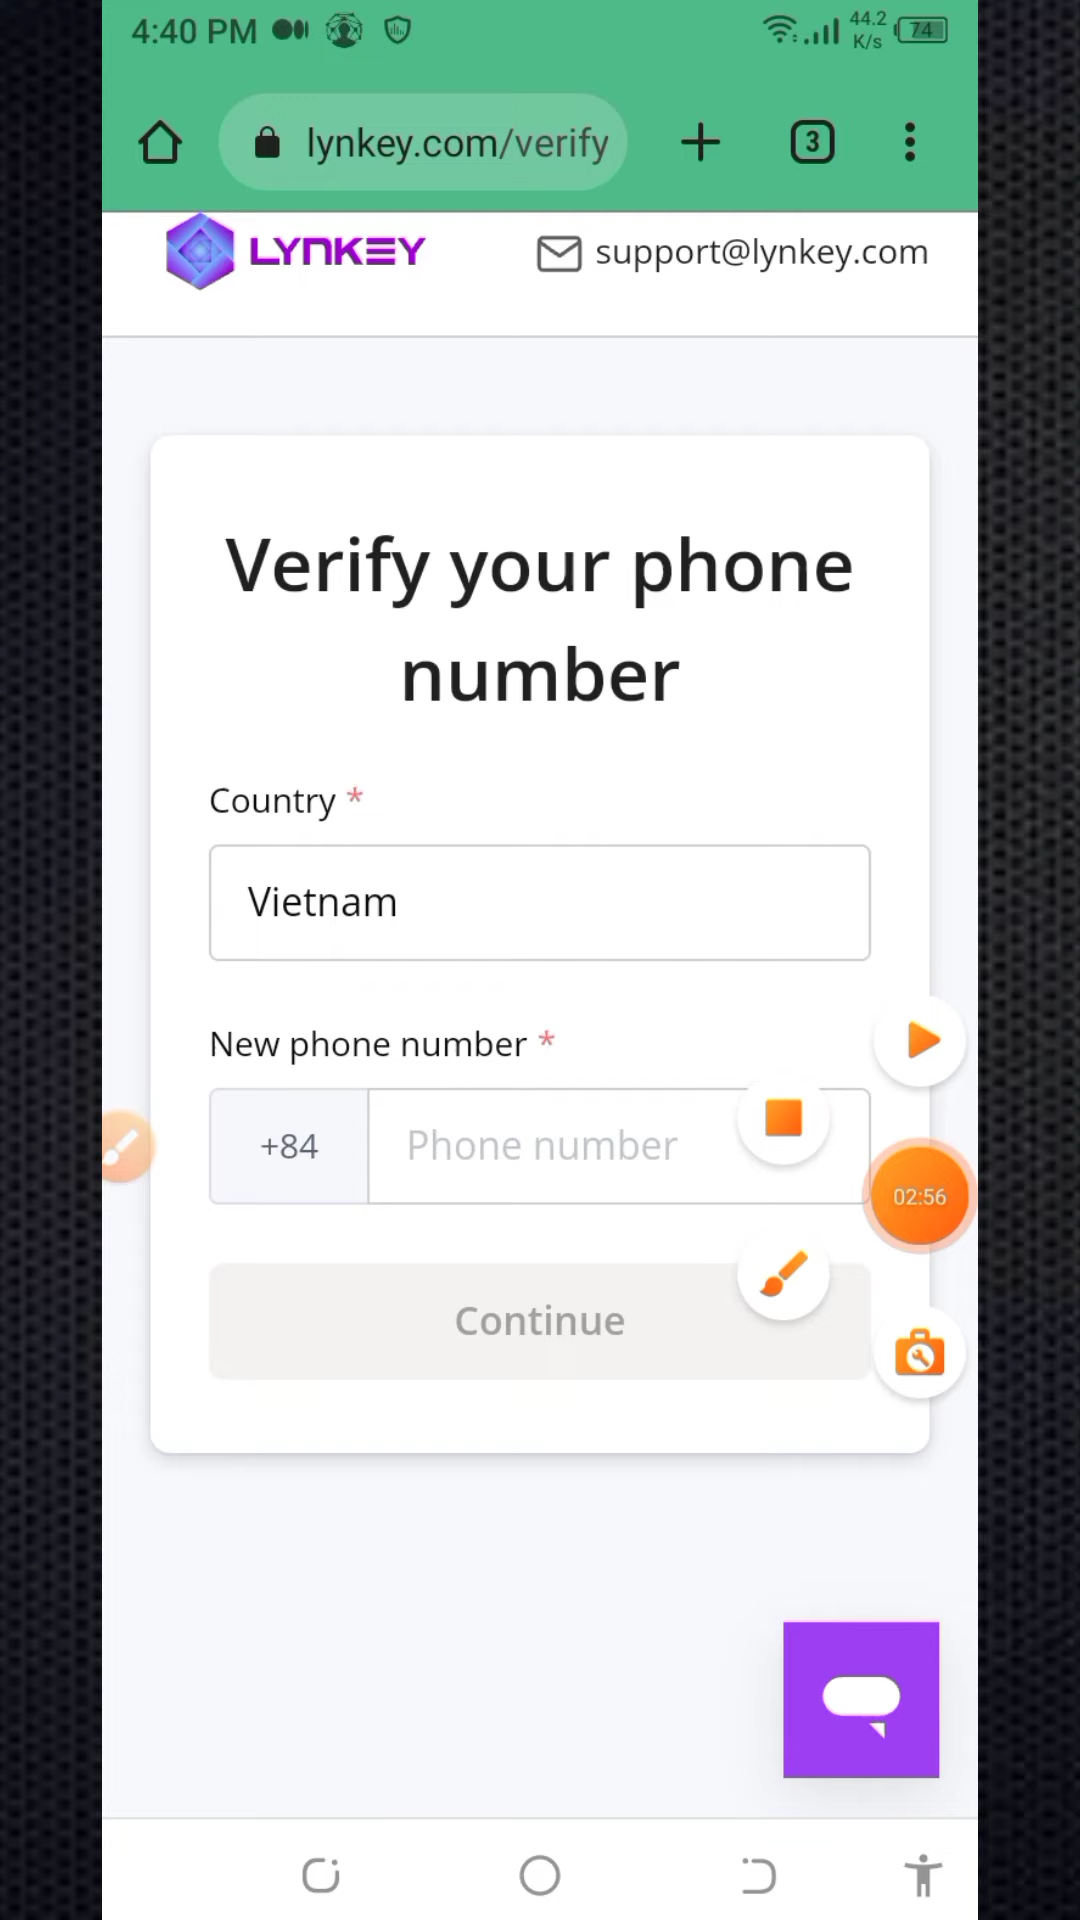 4:40 PM
44.2
K/s
74
lynkey.com/verify
3
LYNKEY
support@lynkey.com
Verify your phone
number
Country *
Vietnam
New phone number *
+84
Phone number
02:56
Continue